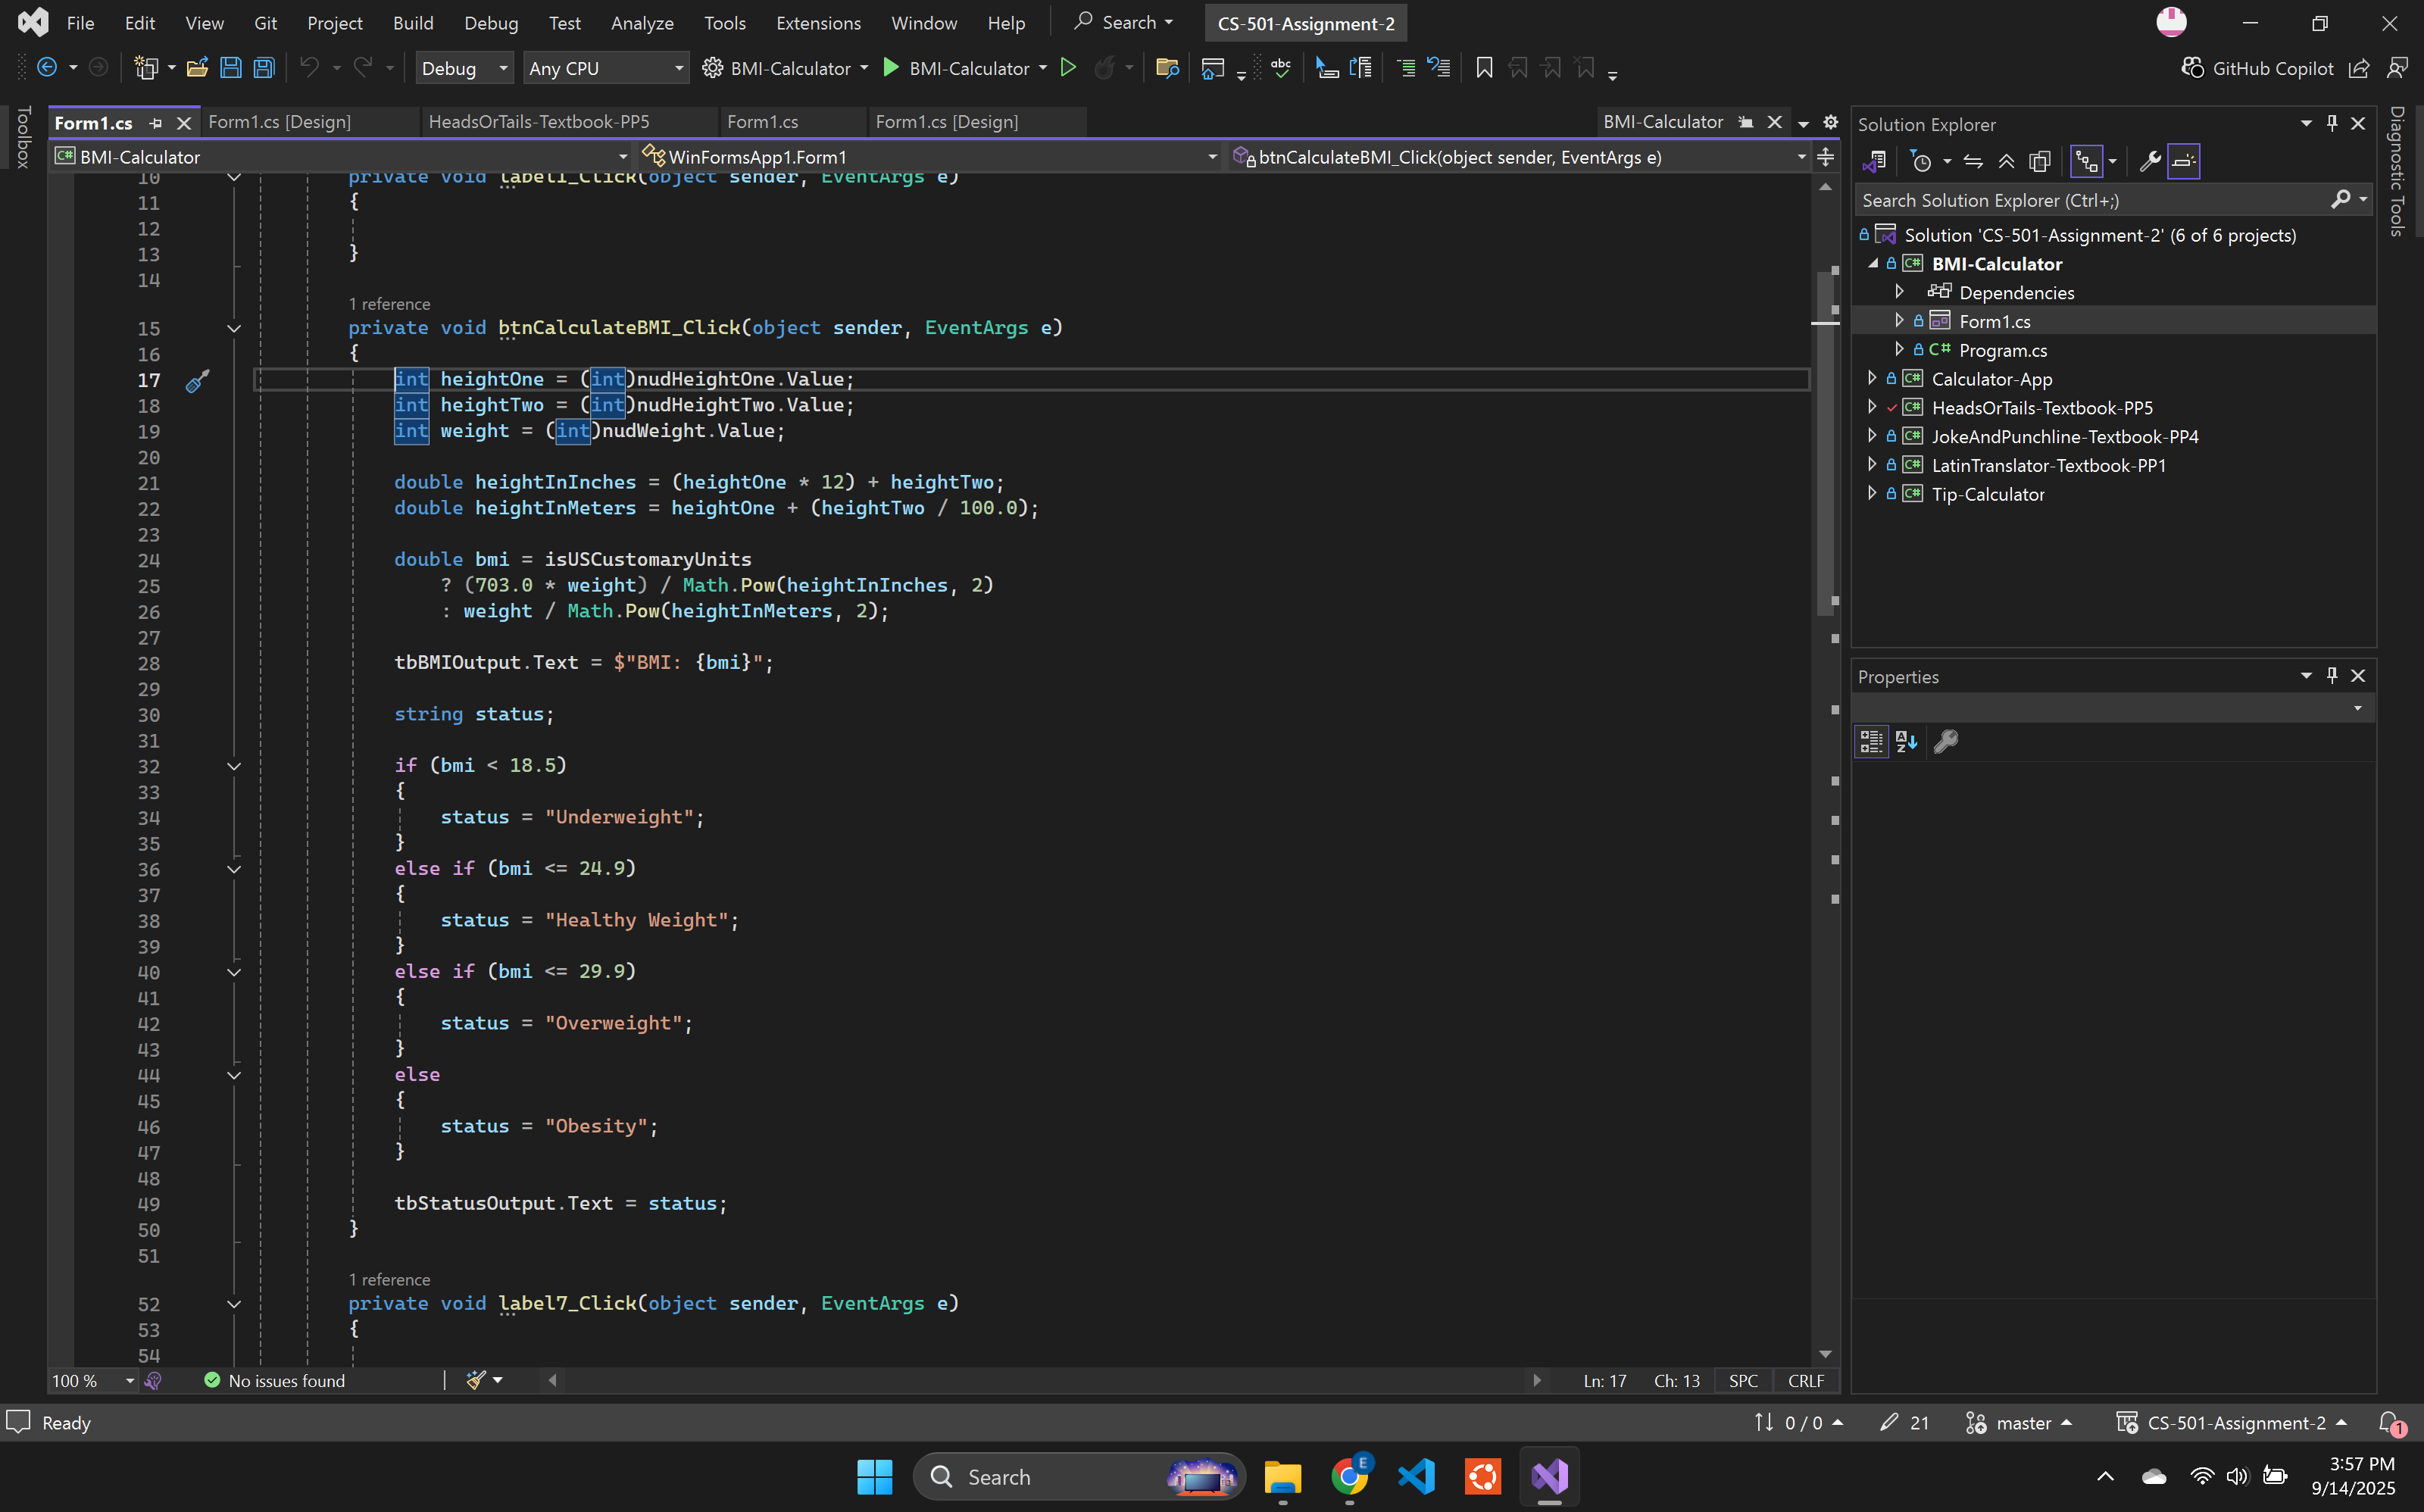 File Edit View Git Project Build Debug Test Analyze Tools Extensions Window Help Search CS-501-Assignment-2
Debug Any CPU BMI-Calculator BMI-Calculator GitHub Copilot
Toolbox
Form1.cs Form1.cs [Design] HeadsOrTails-Textbook-PP5 Form1.cs Form1.cs [Design] BMI-Calculator
BMI-Calculator WinFormsApp1.Form1 btnCalculateBMI_Click(object sender, EventArgs e)
10 private void label1_Click(object sender, EventArgs e)
11 {
12
13 }
14
1 reference
15 private void btnCalculateBMI_Click(object sender, EventArgs e)
16 {
17 int heightOne = (int)nudHeightOne.Value;
18 int heightTwo = (int)nudHeightTwo.Value;
19 int weight = (int)nudWeight.Value;
20
21 double heightInInches = (heightOne * 12) + heightTwo;
22 double heightInMeters = heightOne + (heightTwo / 100.0);
23
24 double bmi = isUSCustomaryUnits
25 ? (703.0 * weight) / Math.Pow(heightInInches, 2)
26 : weight / Math.Pow(heightInMeters, 2);
27
28 tbBMIOutput.Text = $"BMI: {bmi}";
29
30 string status;
31
32 if (bmi < 18.5)
33 {
34 status = "Underweight";
35 }
36 else if (bmi <= 24.9)
37 {
38 status = "Healthy Weight";
39 }
40 else if (bmi <= 29.9)
41 {
42 status = "Overweight";
43 }
44 else
45 {
46 status = "Obesity";
47 }
48
49 tbStatusOutput.Text = status;
50 }
51
1 reference
52 private void label7_Click(object sender, EventArgs e)
53 {
54
100 % No issues found Ln: 17 Ch: 13 SPC CRLF
Solution Explorer
Search Solution Explorer (Ctrl+;)
Solution 'CS-501-Assignment-2' (6 of 6 projects)
BMI-Calculator
Dependencies
Form1.cs
C# Program.cs
Calculator-App
HeadsOrTails-Textbook-PP5
JokeAndPunchline-Textbook-PP4
LatinTranslator-Textbook-PP1
Tip-Calculator
Properties
Diagnostic Tools
Ready 0 / 0 21 master CS-501-Assignment-2 1
Search E 3:57 PM
9/14/2025